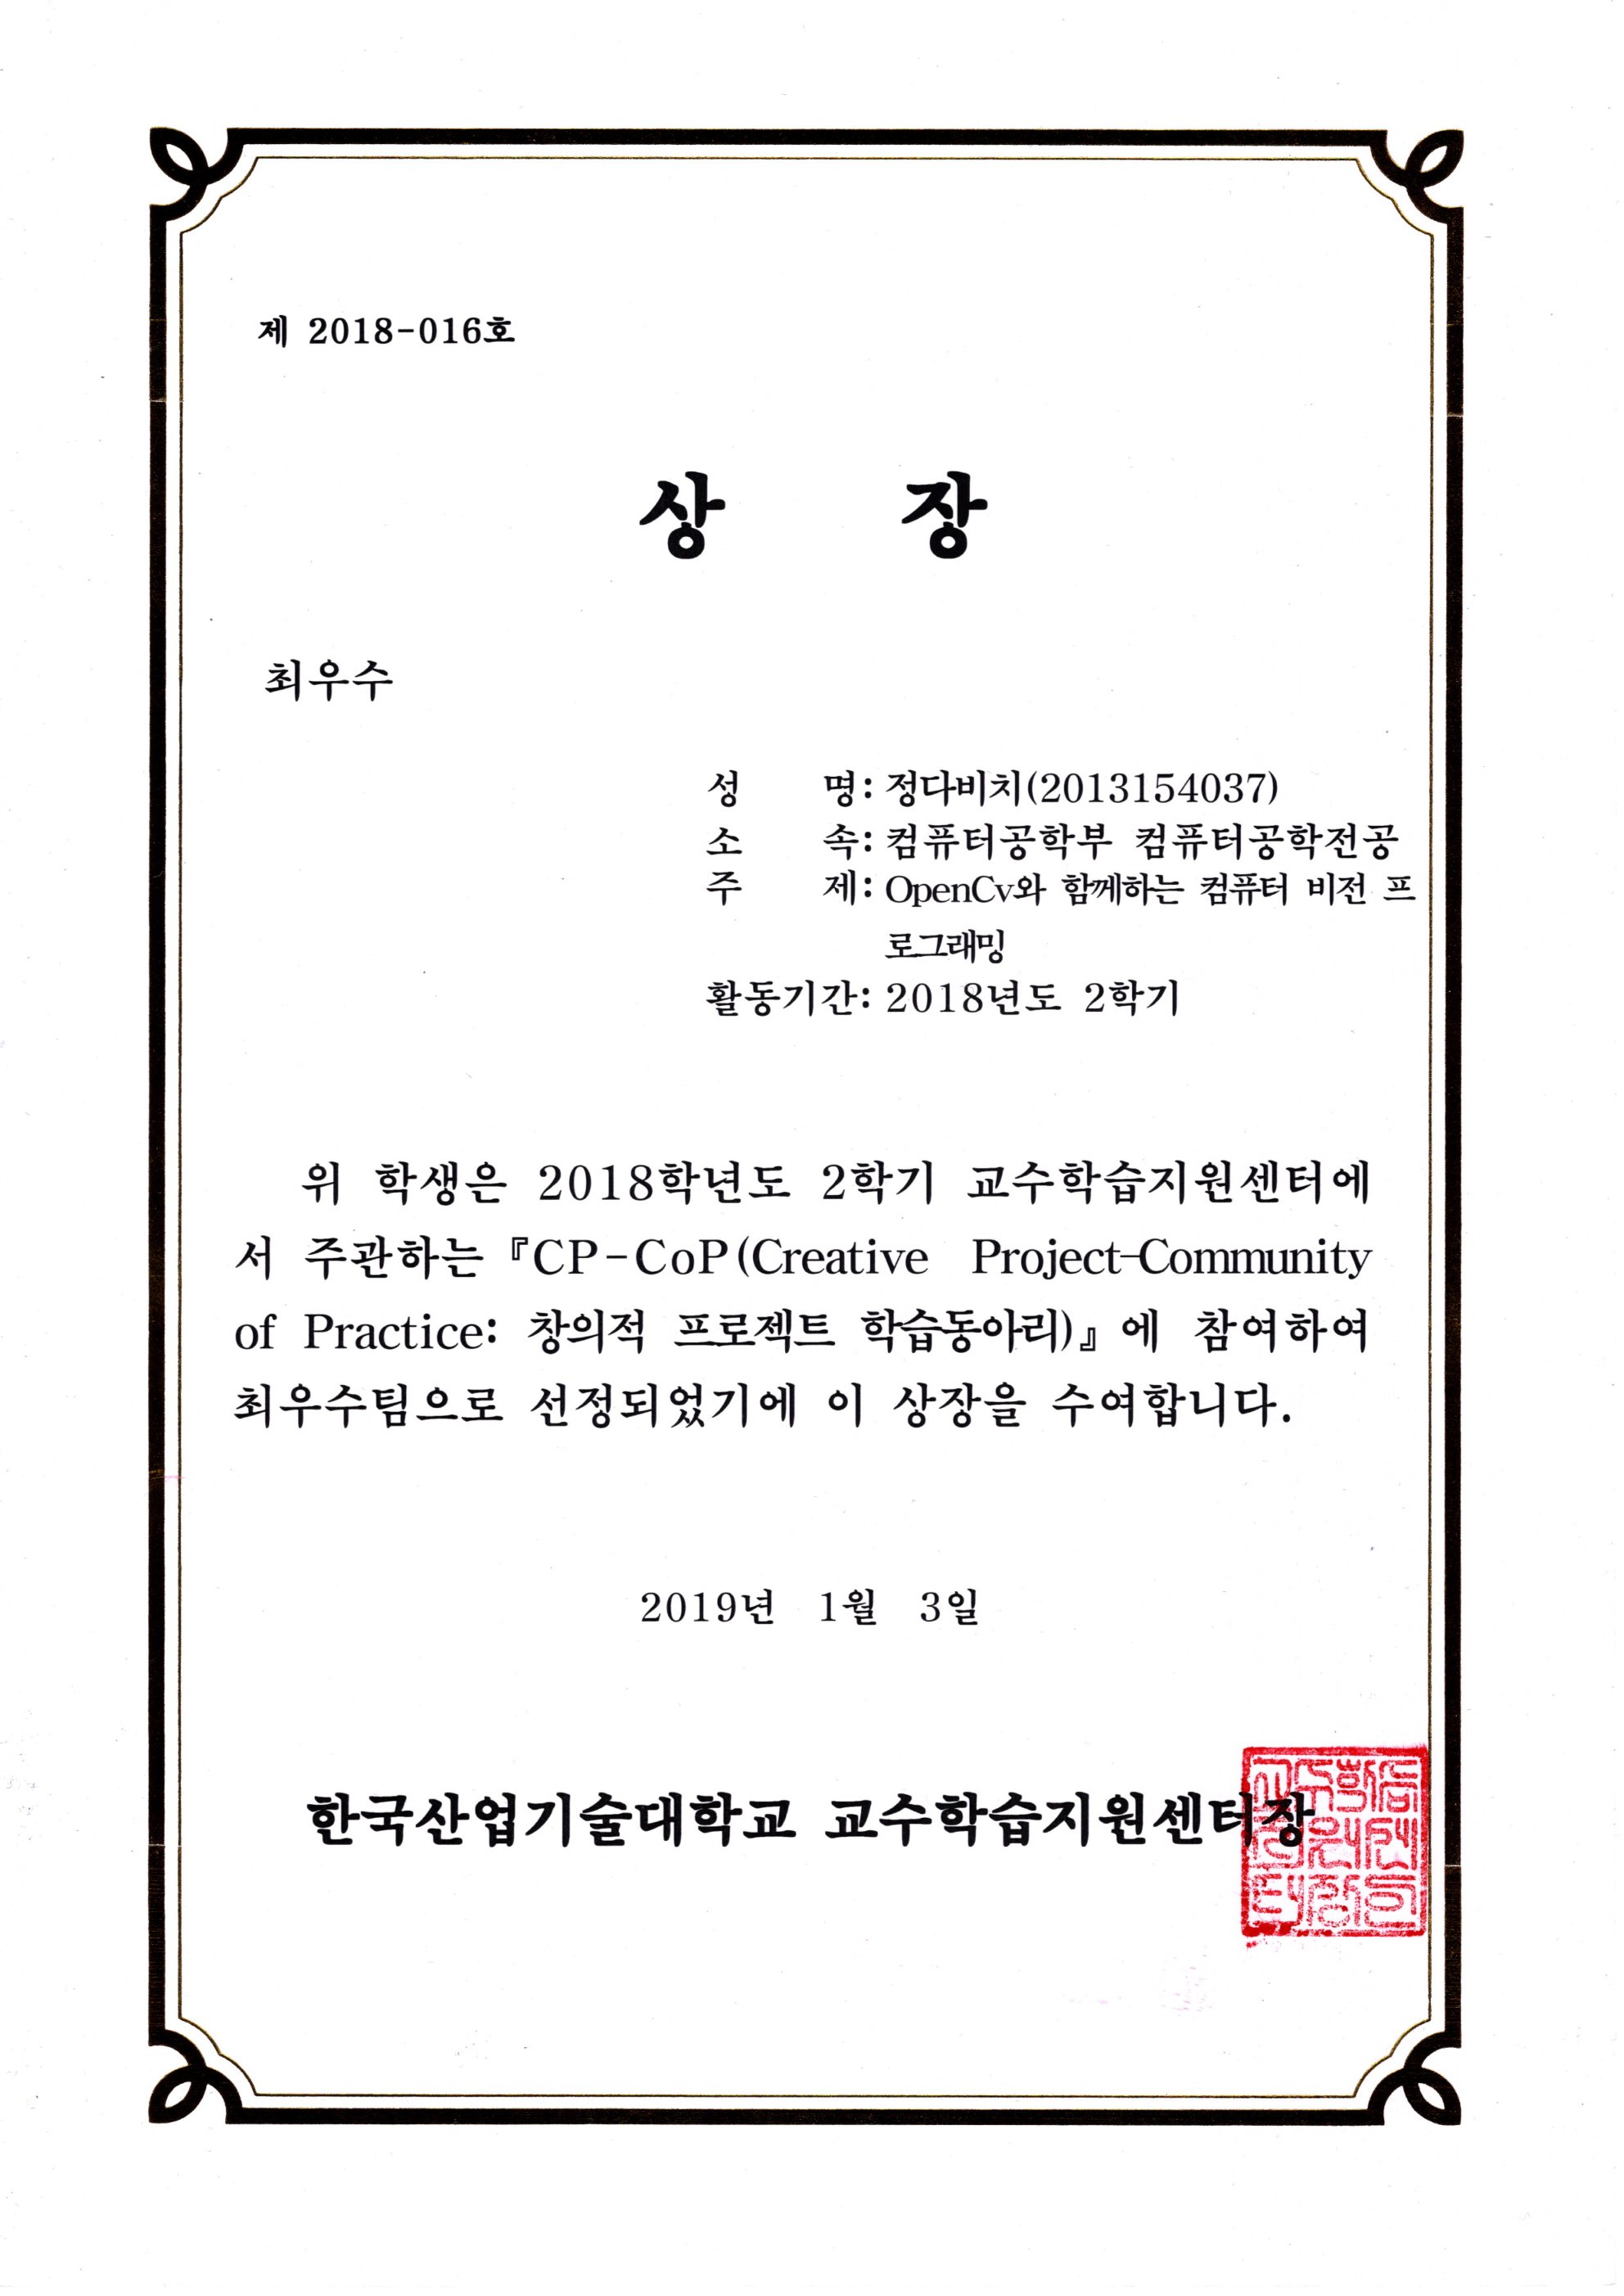 제 2018-016호
상 장
최우수
성 명: 정다비치(2013154037)
소 속: 컴퓨터공학부 컴퓨터공학전공
주 제: OpenCv와 함께하는 컴퓨터 비전 프
로그래밍
활동기간: 2018년도 2학기
위 학생은 2018학년도 2학기 교수학습지원센터에
서 주관하는『CP-CoP(Creative Project-Community
of Practice: 창의적 프로젝트 학습동아리)』에 참여하여
최우수팀으로 선정되었기에 이 상장을 수여합니다.
2019년 1월 3일
한국산업기술대학교 교수학습지원센터장